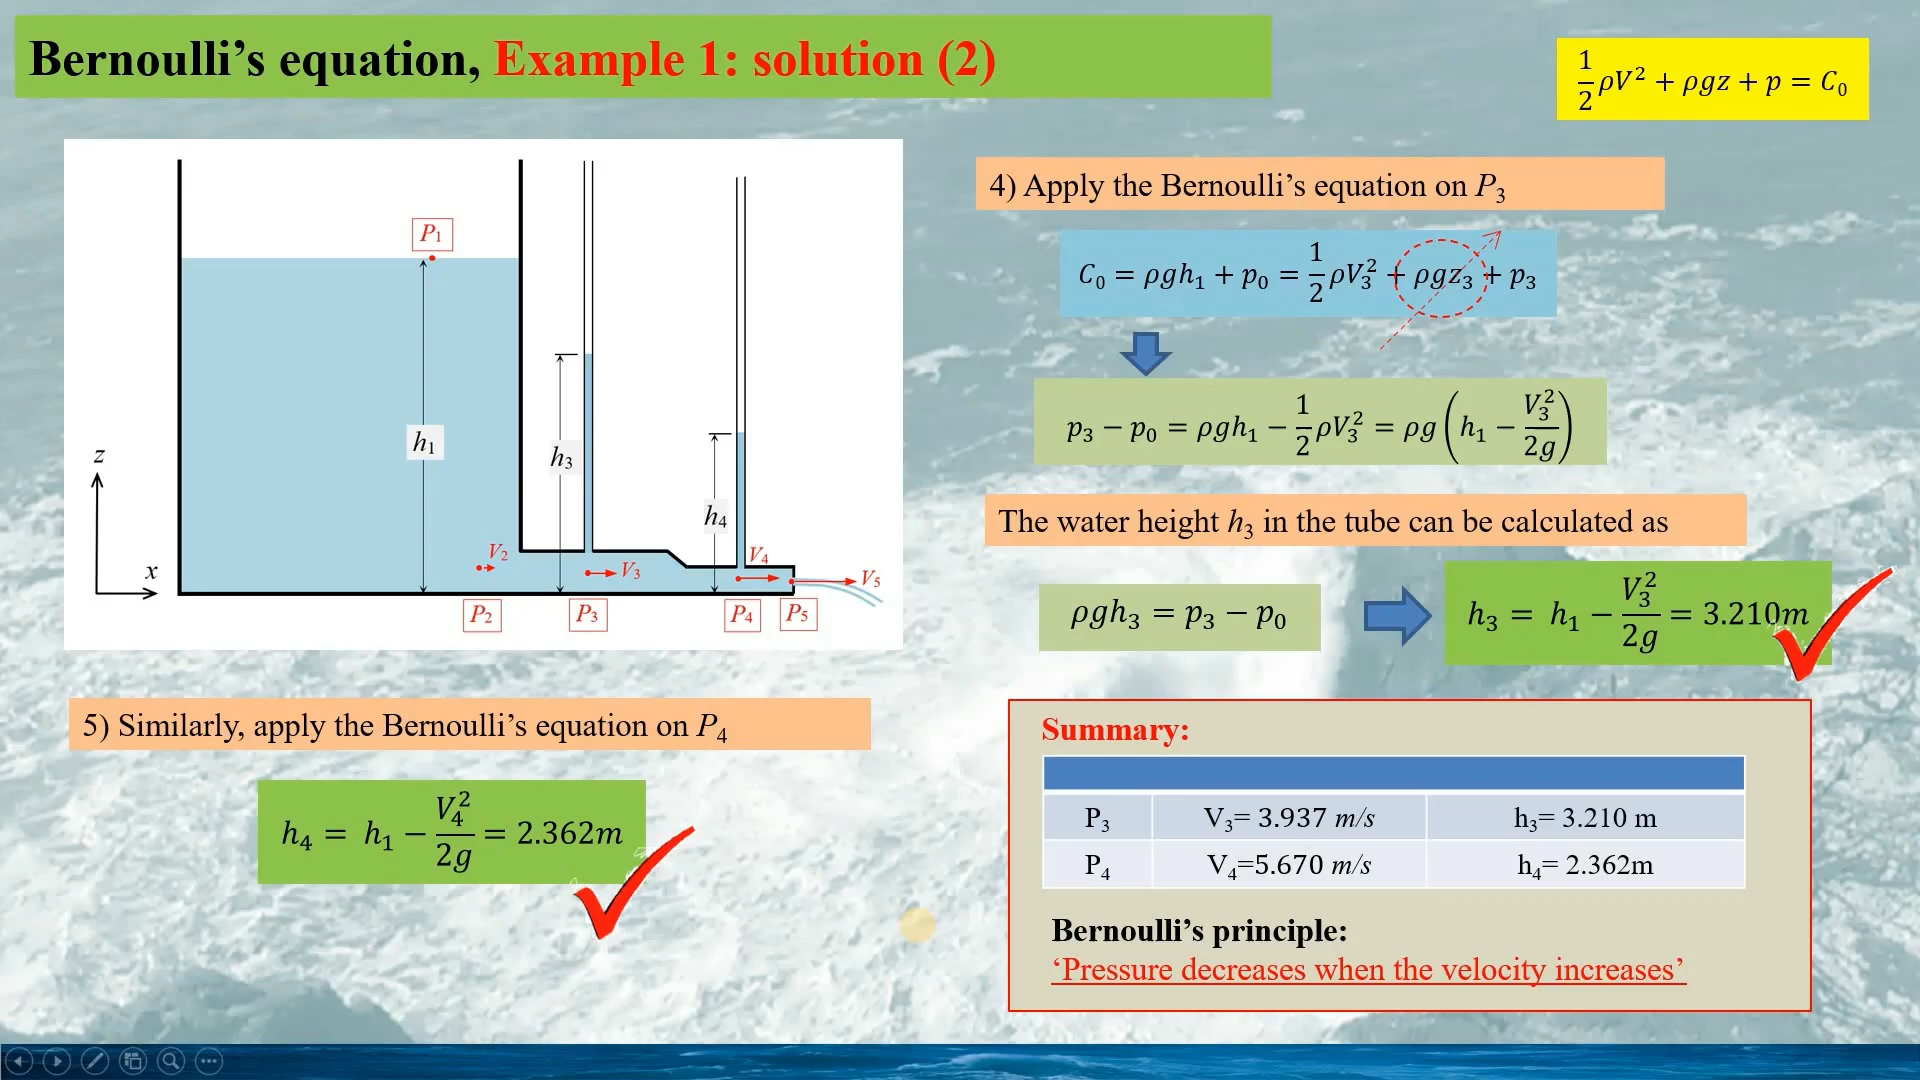 Bernoulli’s equation, Example 1: solution (2)
1/2 ρV² + ρgz + p = C₀
P₁
h₁
h₃
h₄
z
x
V₂
V₃
V₄
V₅
P₂
P₃
P₄
P₅
4) Apply the Bernoulli’s equation on P₃
C₀ = ρgh₁ + p₀ = 1/2 ρV₃² + ρgz₃ + p₃
p₃ − p₀ = ρgh₁ − 1/2 ρV₃² = ρg(h₁ − V₃²/2g)
The water height h₃ in the tube can be calculated as
ρgh₃ = p₃ − p₀
h₃ = h₁ − V₃²/2g = 3.210m
5) Similarly, apply the Bernoulli’s equation on P₄
h₄ = h₁ − V₄²/2g = 2.362m
Summary:
P₃ V₃= 3.937 m/s h₃= 3.210 m
P₄ V₄=5.670 m/s h₄= 2.362m
Bernoulli’s principle:
‘Pressure decreases when the velocity increases’